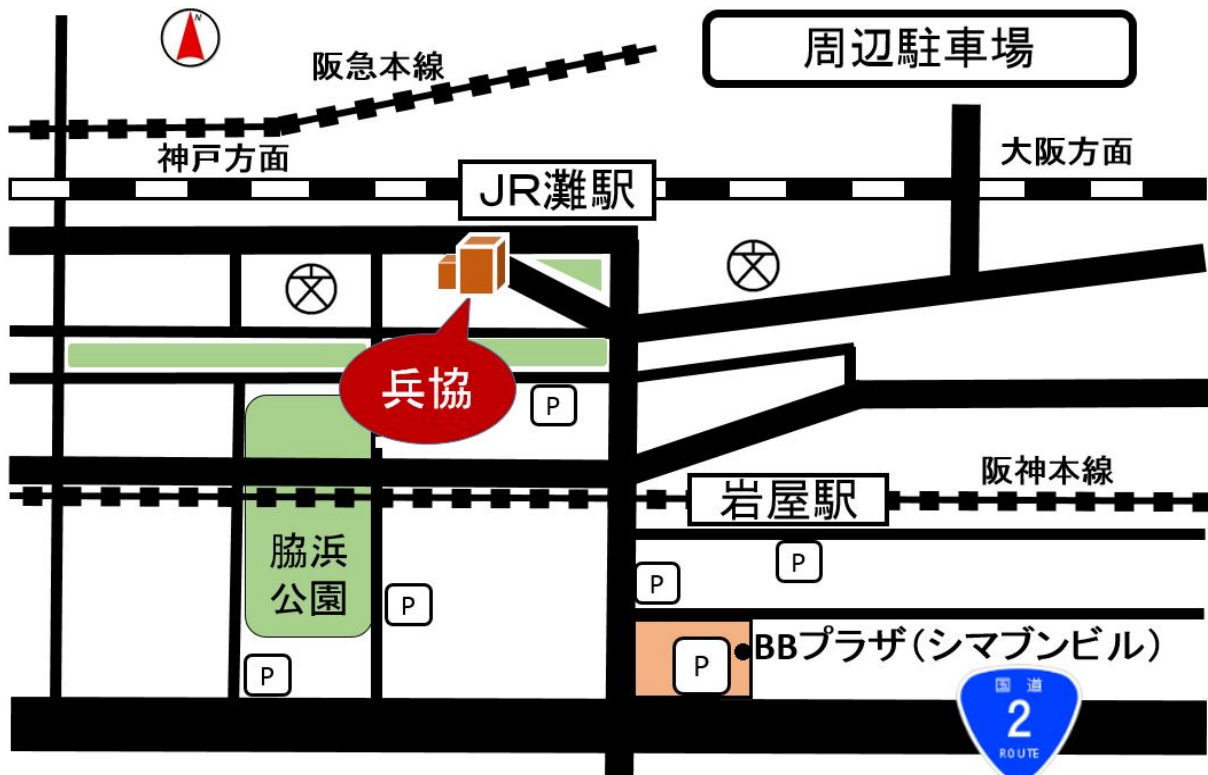 N
周辺駐車場
阪急本線
神戸方面
大阪方面
JR灘駅
文
文
兵協
P
阪神本線
岩屋駅
脇浜
公園
P
P
P
P
P
BBプラザ(シマブンビル)
国道
2
ROUTE